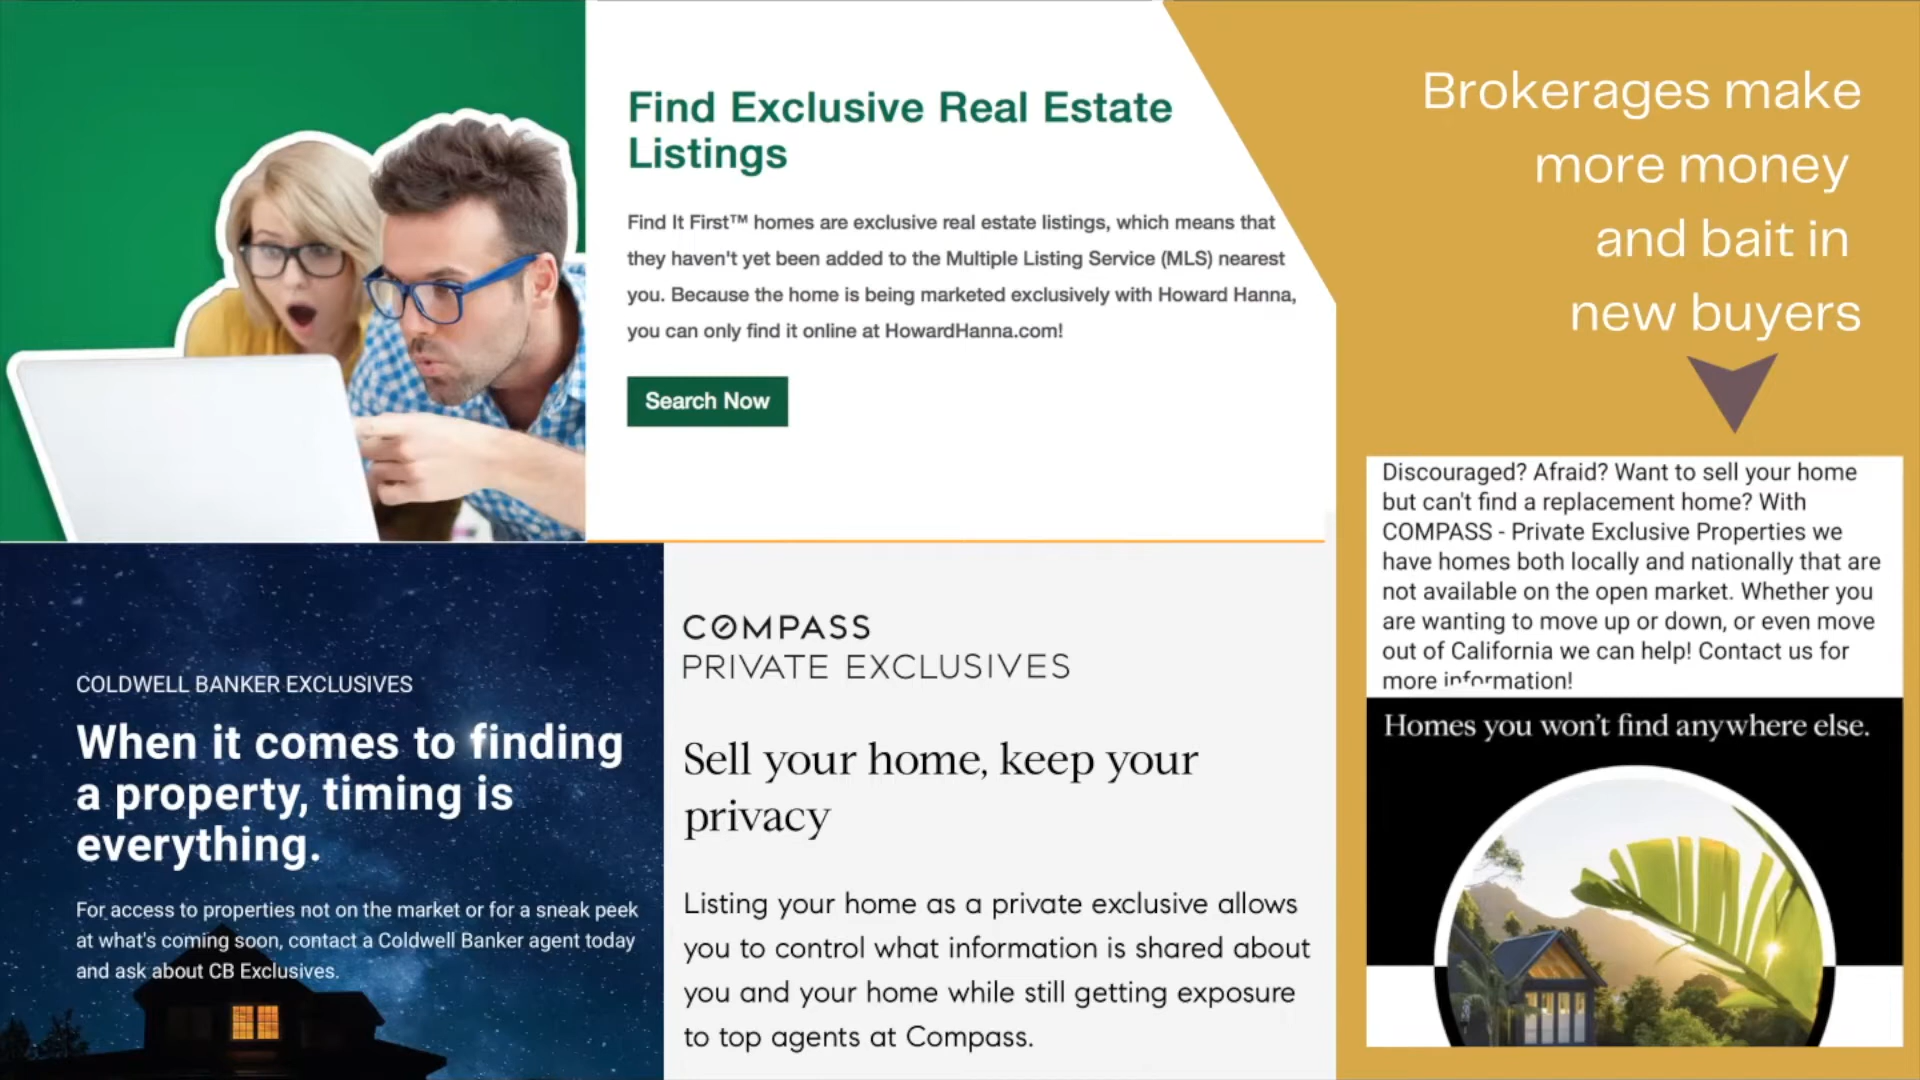 Find Exclusive Real Estate
Listings
Find It First™ homes are exclusive real estate listings, which means that
they haven't yet been added to the Multiple Listing Service (MLS) nearest
you. Because the home is being marketed exclusively with Howard Hanna,
you can only find it online at HowardHanna.com!
Search Now
Brokerages make
more money
and bait in
new buyers
Discouraged? Afraid? Want to sell your home
but can't find a replacement home? With
COMPASS - Private Exclusive Properties we
have homes both locally and nationally that are
not available on the open market. Whether you
are wanting to move up or down, or even move
out of California we can help! Contact us for
more information!
Homes you won't find anywhere else.
COLDWELL BANKER EXCLUSIVES
When it comes to finding
a property, timing is
everything.
For access to properties not on the market or for a sneak peek
at what's coming soon, contact a Coldwell Banker agent today
and ask about CB Exclusives.
COMPASS
PRIVATE EXCLUSIVES
Sell your home, keep your
privacy
Listing your home as a private exclusive allows
you to control what information is shared about
you and your home while still getting exposure
to top agents at Compass.